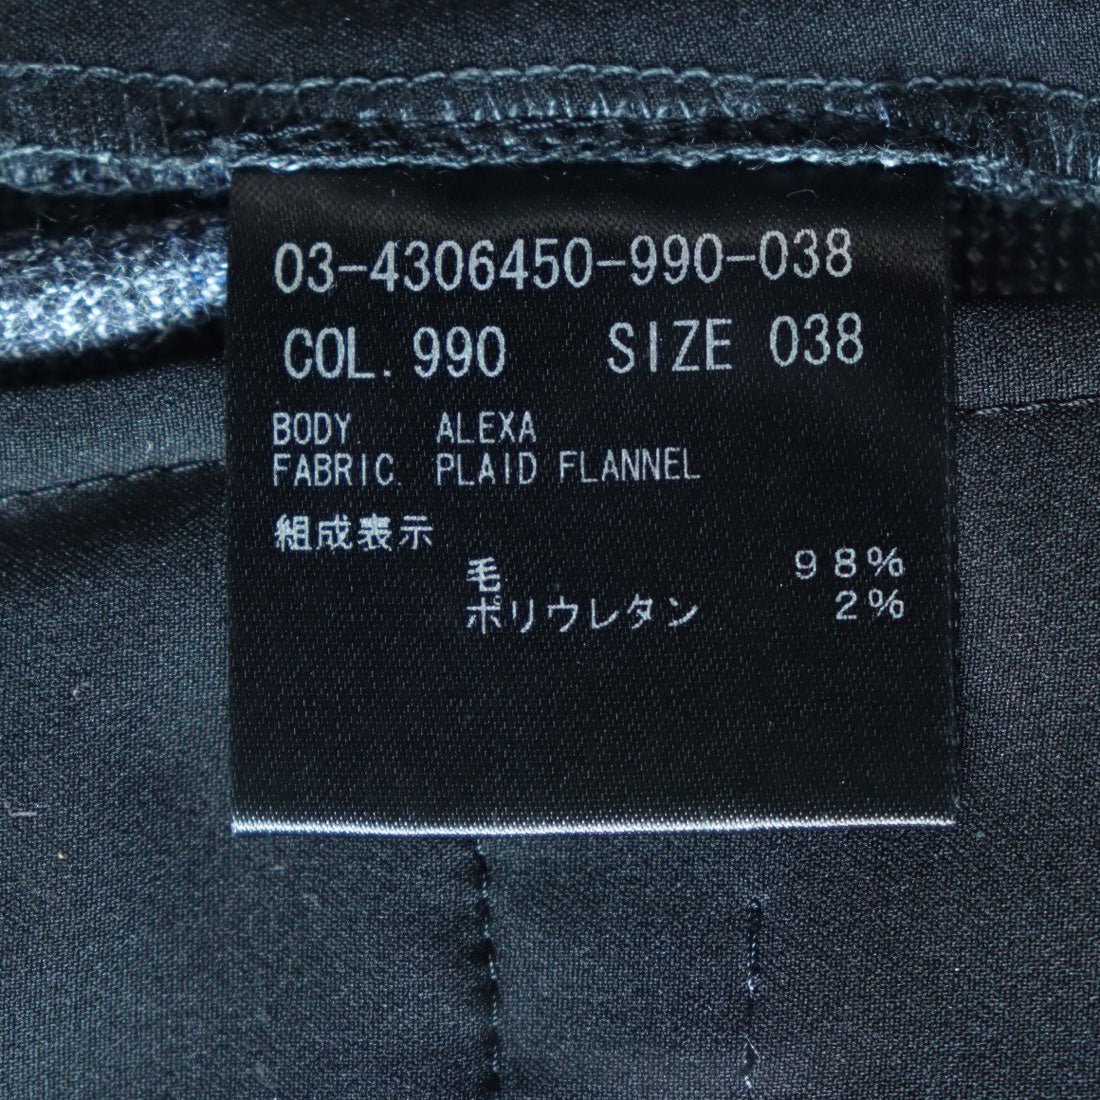 03-4306450-990-038
COL. 990 SIZE 038
BODY. ALEXA
FABRIC. PLAID FLANNEL
組成表示
毛 98%
ポリウレタン 2%